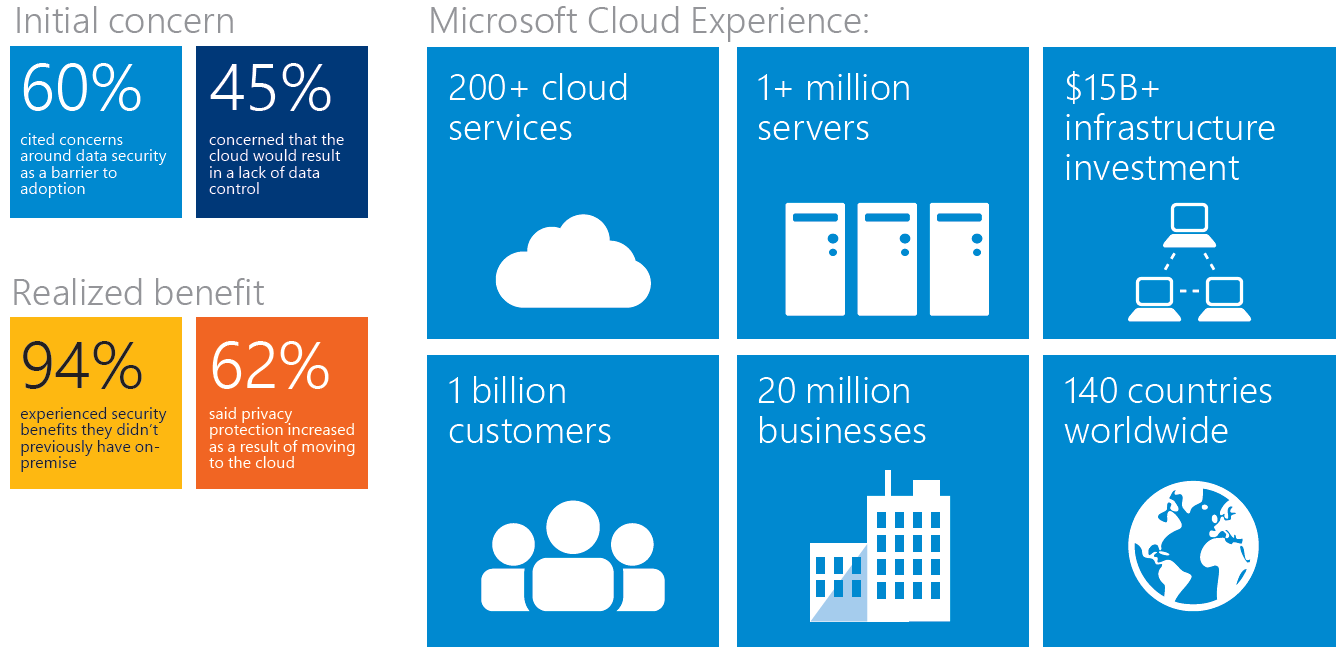 Initial concern
60%
cited concerns
around data security
as a barrier to
adoption
45%
concerned that the
cloud would result
in a lack of data
control
Realized benefit
94%
experienced security
benefits they didn't
previously have on-
premise
62%
said privacy
protection increased
as a result of moving
to the cloud
Microsoft Cloud Experience:
200+ cloud
services
1+ million
servers
$15B+
infrastructure
investment
1 billion
customers
20 million
businesses
140 countries
worldwide